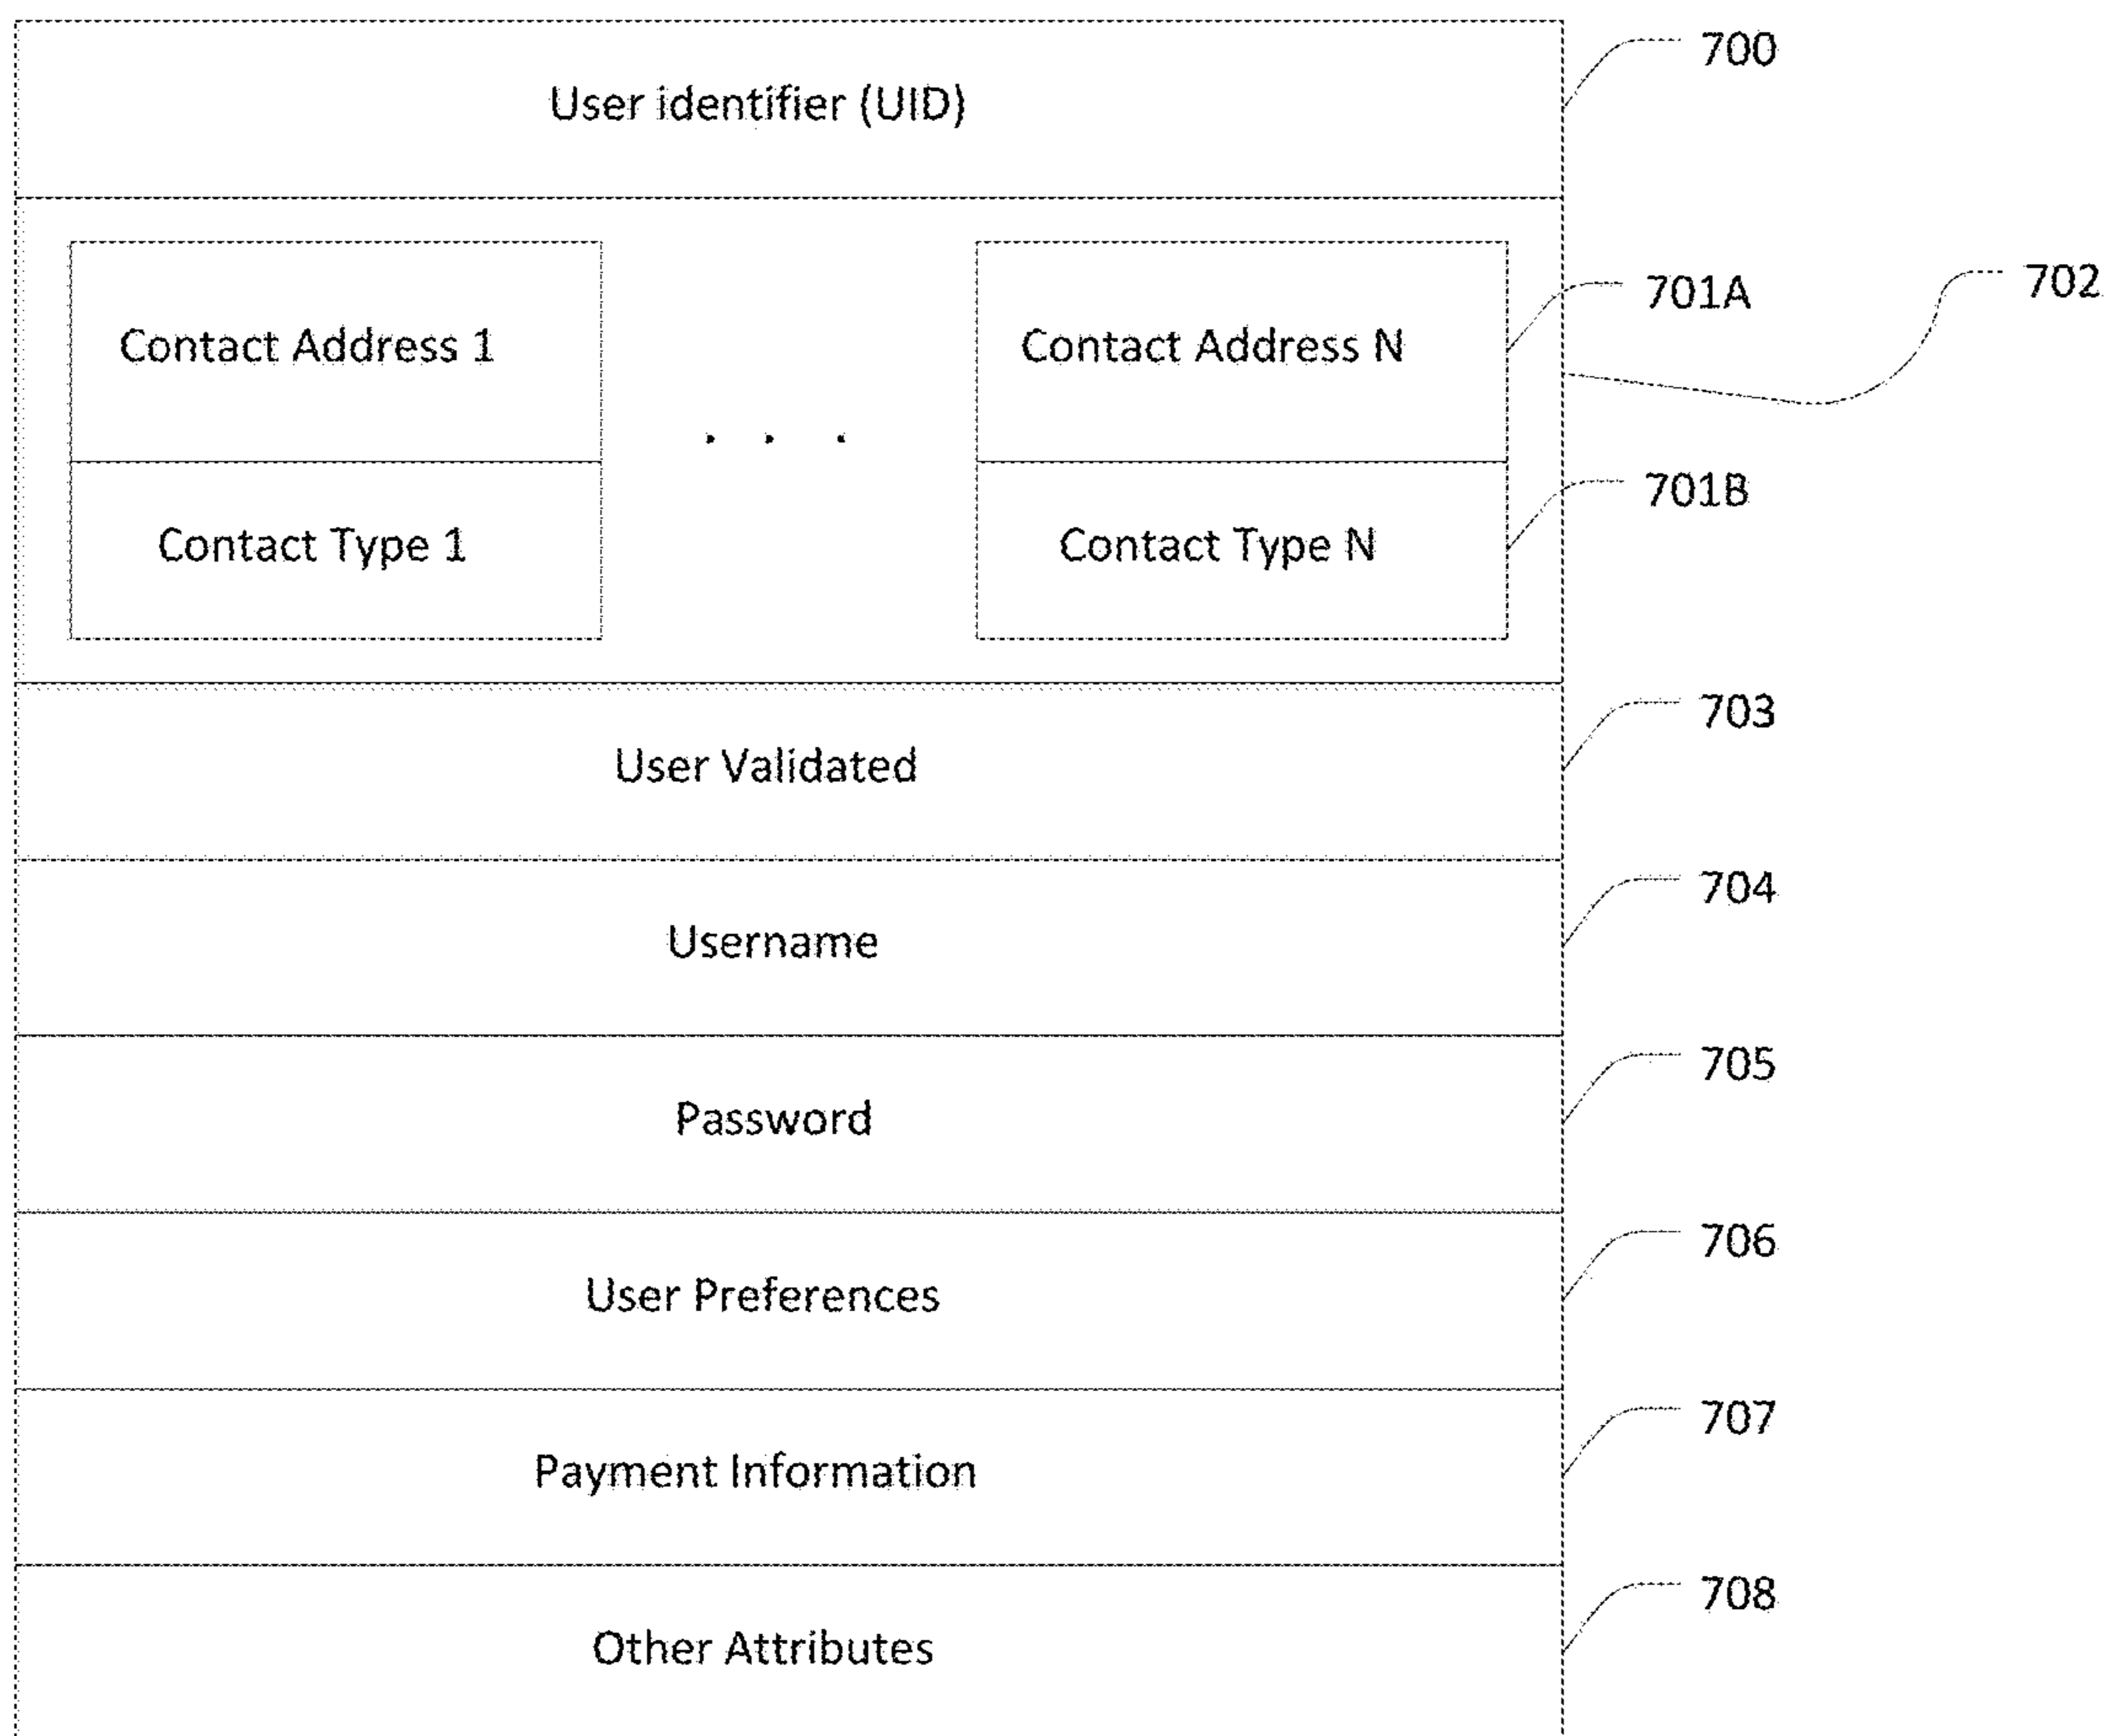 User identifier (UID) 700
Contact Address 1 . . . Contact Address N 701A 702
Contact Type 1 Contact Type N 701B
User Validated 703
Username 704
Password 705
User Preferences 706
Payment Information 707
Other Attributes 708